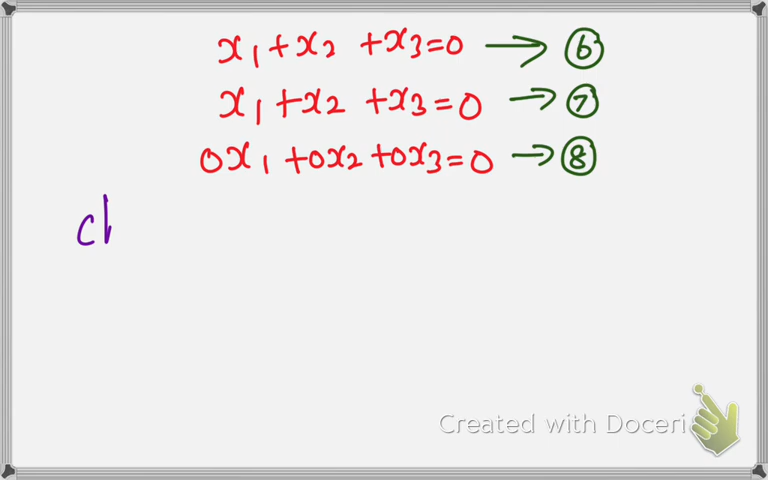 x₁ + x₂ + x₃ = 0 → ⑥
x₁ + x₂ + x₃ = 0 → ⑦
0x₁ + 0x₂ + 0x₃ = 0 → ⑧
Created with Doceri